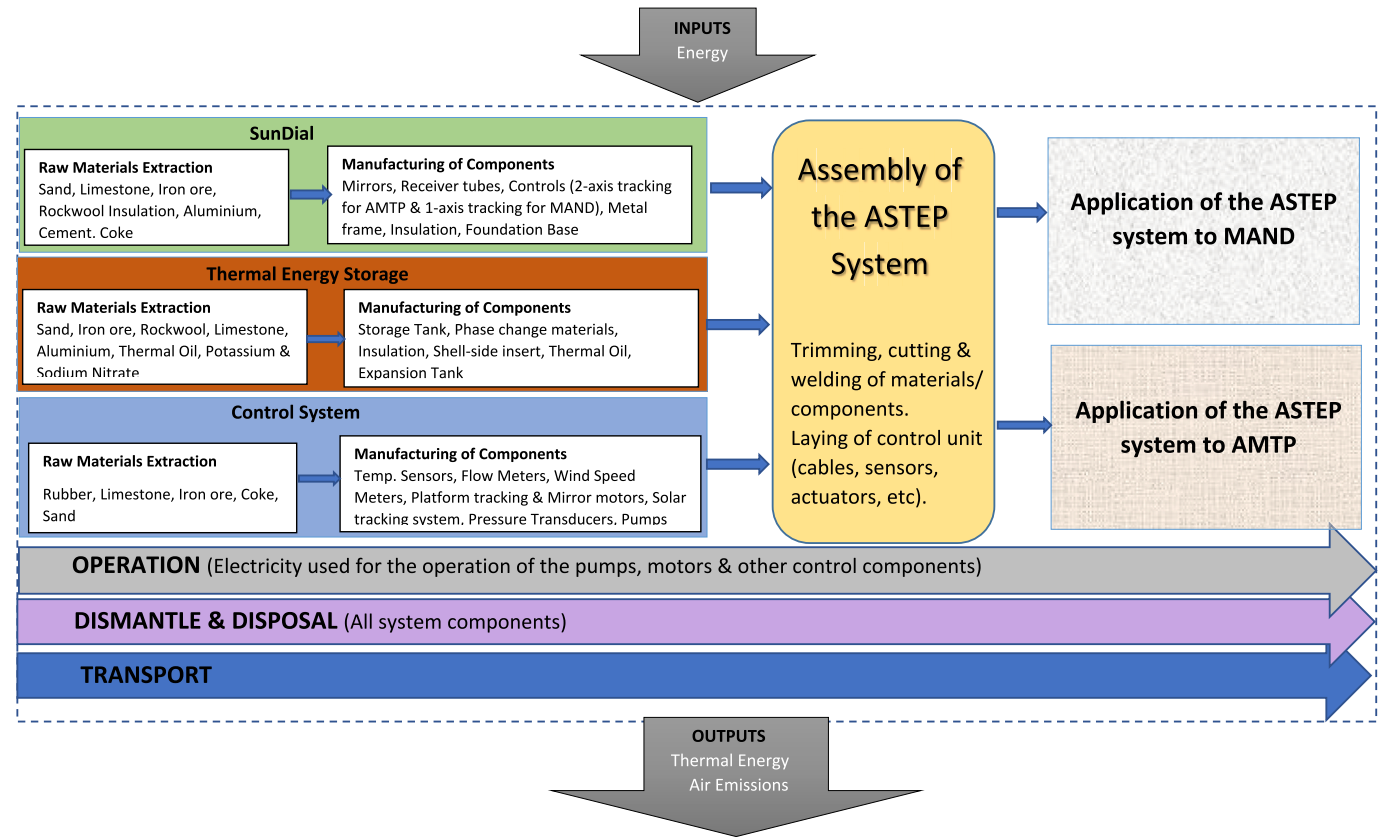 INPUTS
Energy
SunDial
Raw Materials Extraction
Sand, Limestone, Iron ore,
Rockwool Insulation, Aluminium,
Cement, Coke
Manufacturing of Components
Mirrors, Receiver tubes, Controls (2-axis tracking
for AMTP & 1-axis tracking for MAND), Metal
frame, Insulation, Foundation Base
Thermal Energy Storage
Raw Materials Extraction
Sand, Iron ore, Rockwool, Limestone,
Aluminium, Thermal Oil, Potassium &
Sodium Nitrate
Manufacturing of Components
Storage Tank, Phase change materials,
Insulation, Shell-side insert, Thermal Oil,
Expansion Tank
Control System
Raw Materials Extraction
Rubber, Limestone, Iron ore, Coke,
Sand
Manufacturing of Components
Temp. Sensors, Flow Meters, Wind Speed
Meters, Platform tracking & Mirror motors, Solar
tracking system, Pressure Transducers, Pumps
Assembly of
the ASTEP
System
Trimming, cutting &
welding of materials/
components.
Laying of control unit
(cables, sensors,
actuators, etc).
Application of the ASTEP
system to MAND
Application of the ASTEP
system to AMTP
OPERATION (Electricity used for the operation of the pumps, motors & other control components)
DISMANTLE & DISPOSAL (All system components)
TRANSPORT
OUTPUTS
Thermal Energy
Air Emissions